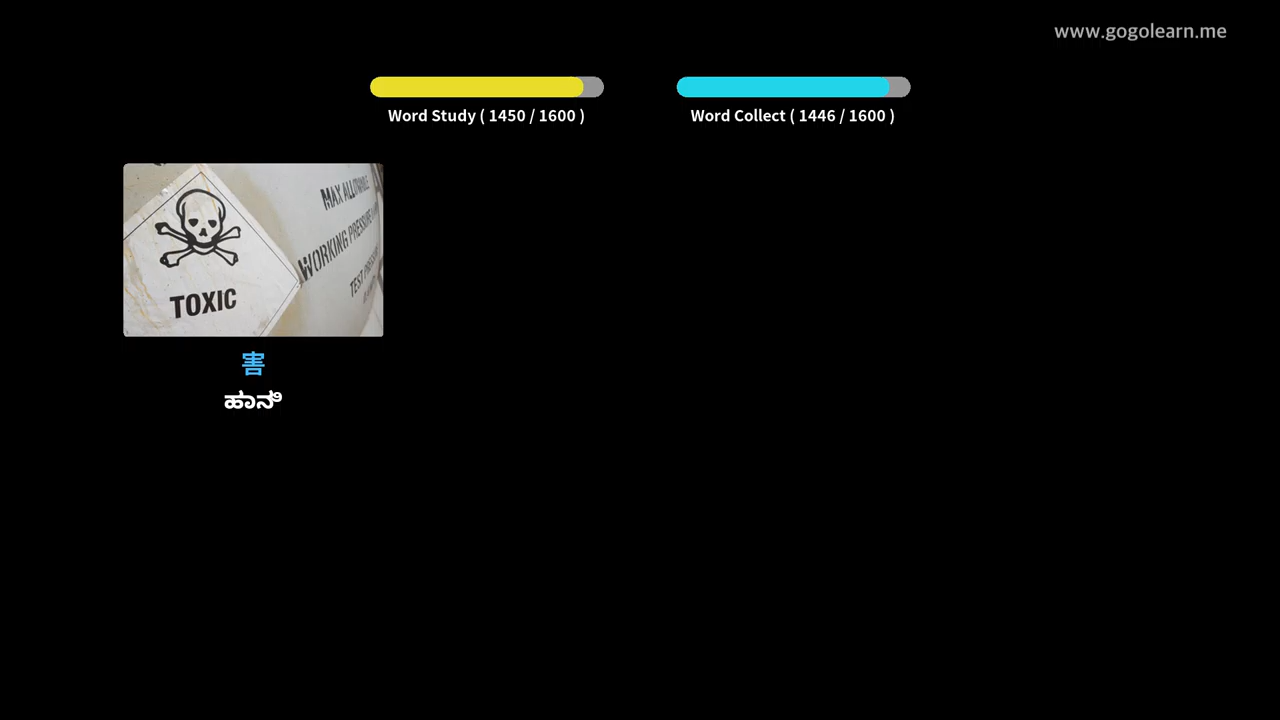 www.gogolearn.me
Word Study ( 1450 / 1600 )
Word Collect ( 1446 / 1600 )
MAX ALLOWABLE
WORKING PRESSURE
TEST
TOXIC
害
ಹಾನಿ